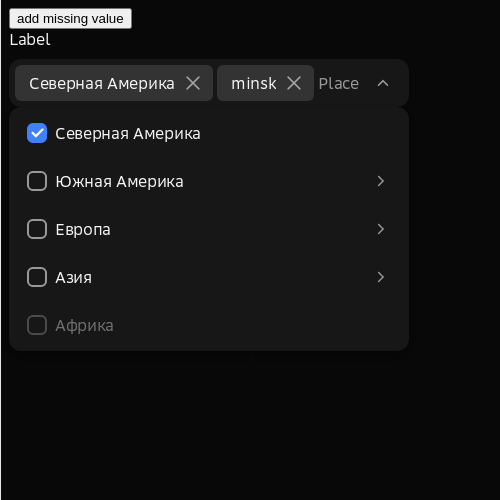 add missing value
Label
Северная Америка minsk Place
Северная Америка
Южная Америка
Европа
Азия
Африка